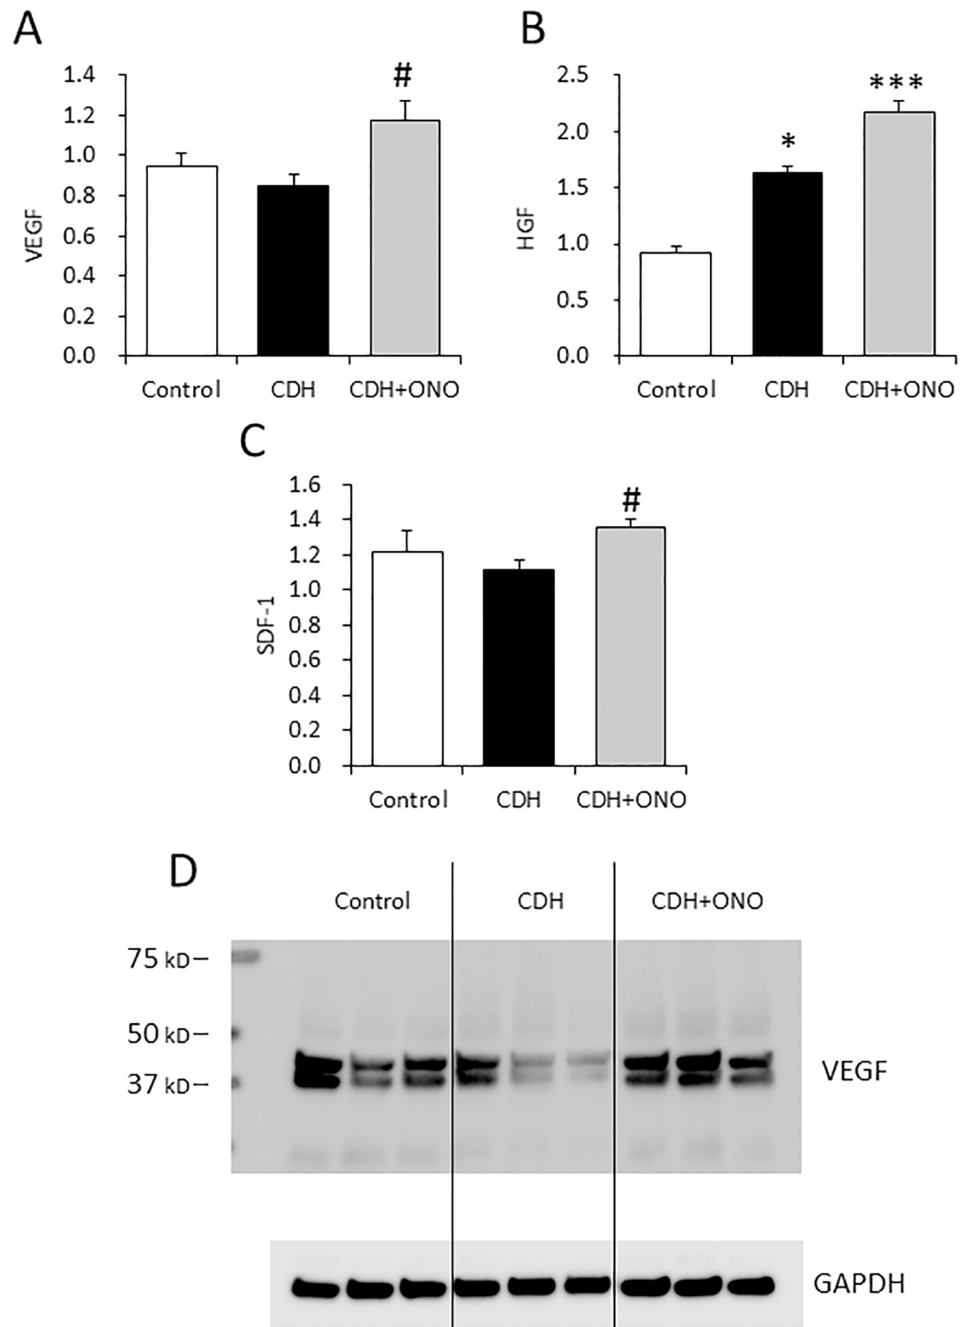 A
VEGF
1.4
1.2
1.0
0.8
0.6
0.4
0.2
0.0
#
Control CDH CDH+ONO
B
HGF
2.5
2.0
1.5
1.0
0.5
0.0
*
***
Control CDH CDH+ONO
C
SDF-1
1.6
1.4
1.2
1.0
0.8
0.6
0.4
0.2
0.0
#
Control CDH CDH+ONO
D
Control CDH CDH+ONO
75 kD–
50 kD–
37 kD–
VEGF
GAPDH